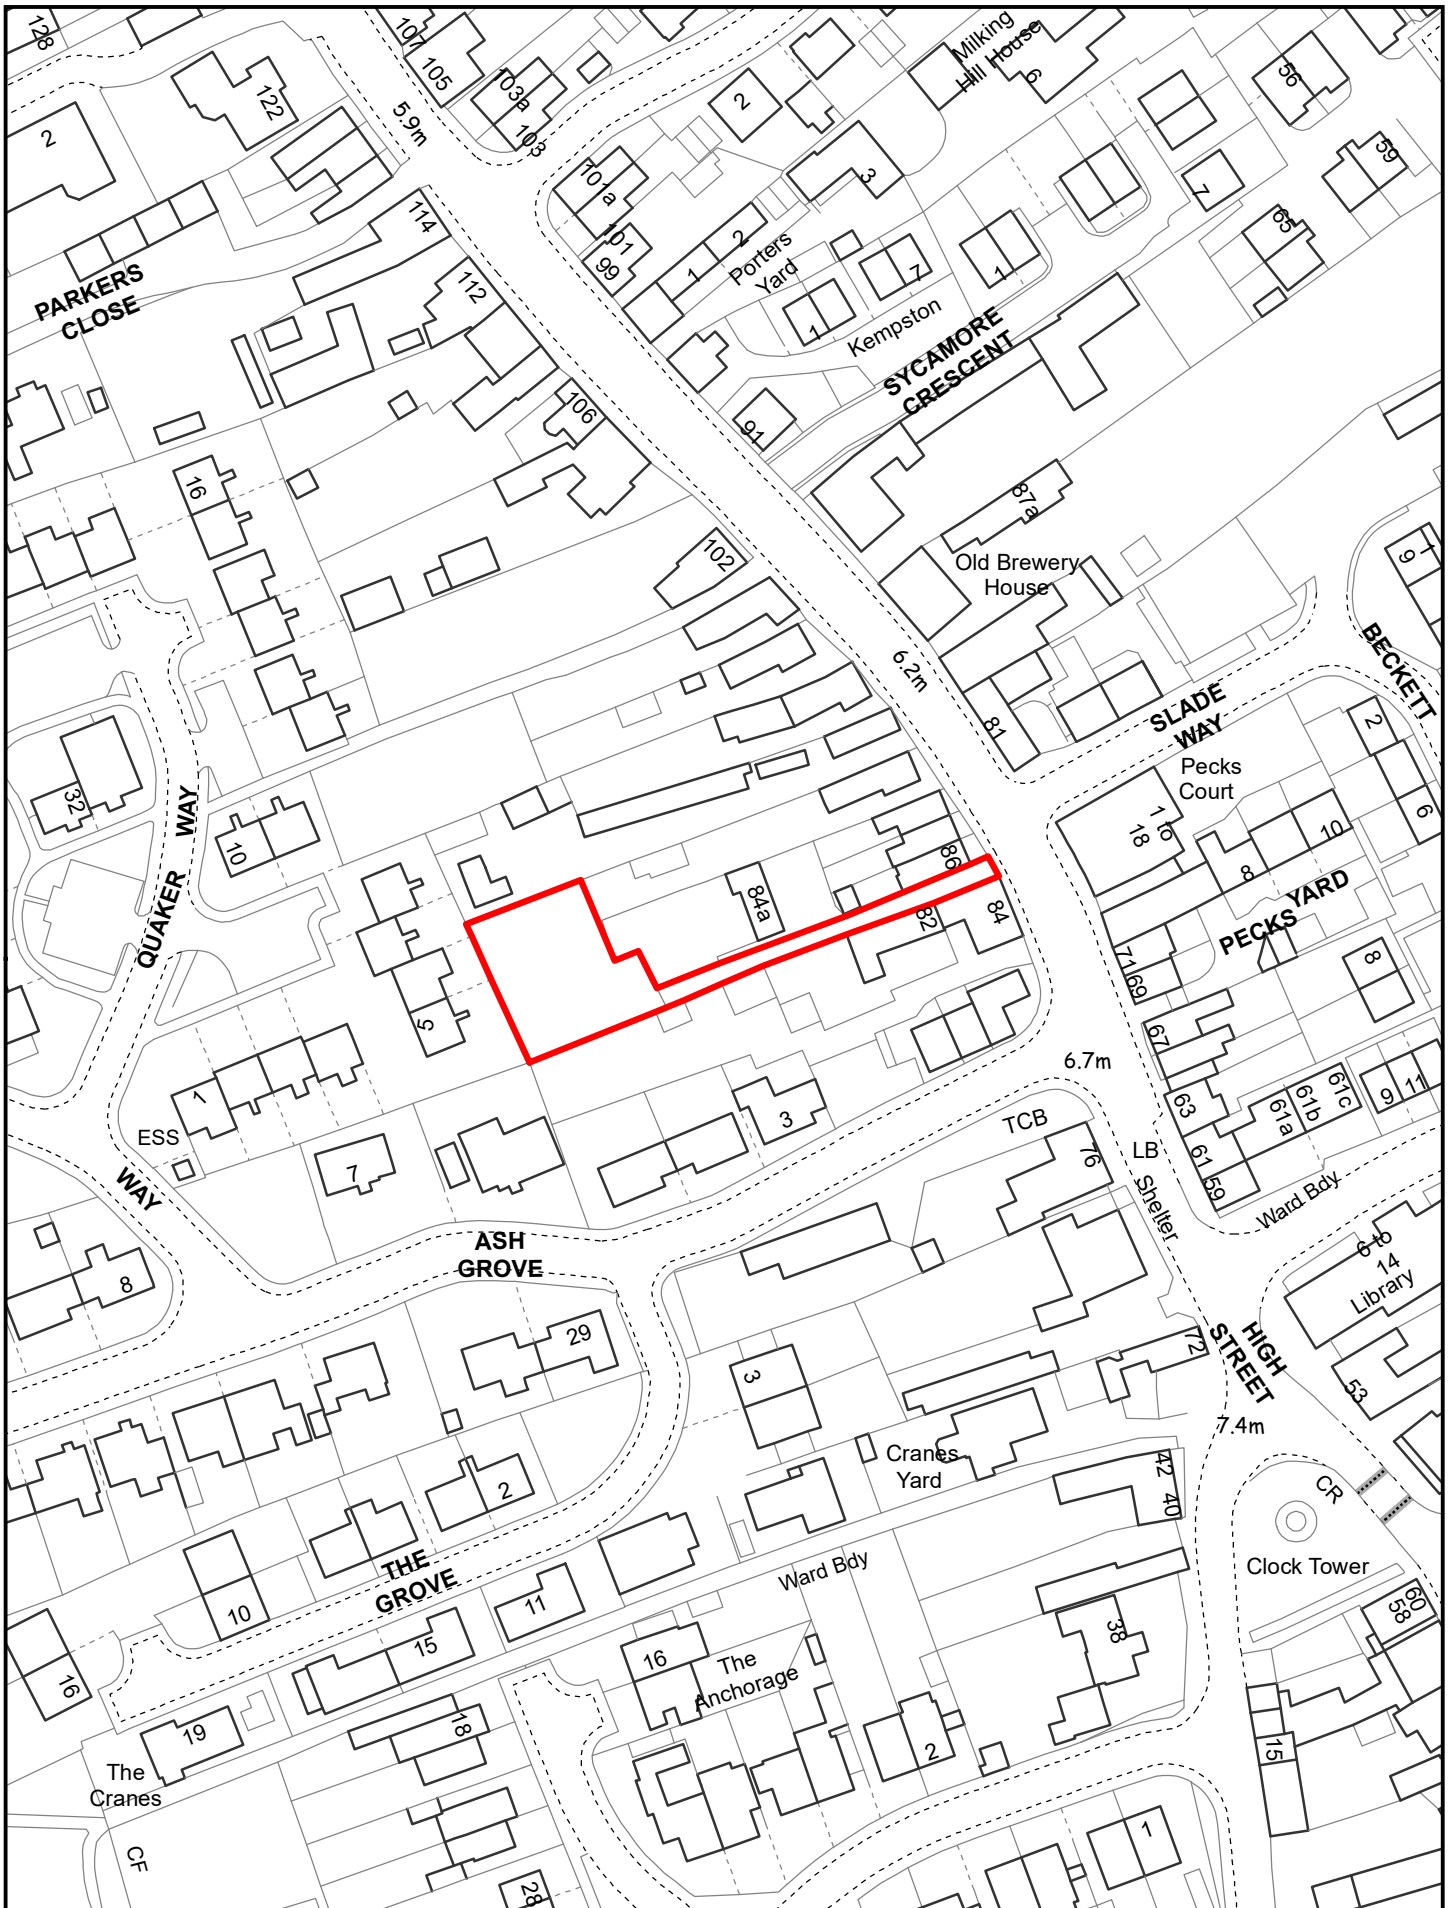 128
107
105
103a
103
Milking
Hill House
6
56
59
122
5.9m
2
2
101a
3
7
65
101
99
114
2
1
Porters
Yard
7
1
1
Kempston
PARKERS
CLOSE
112
SYCAMORE
CRESCENT
106
91
16
87a
102
Old Brewery
House
9
1
BECKETT
6.2m
81
SLADE
WAY
2
Pecks
Court
1 to
18
6
10
8
32
QUAKER WAY
10
86
84a
84
82
PECKS YARD
71
69
8
5
67
6.7m
1
ESS
3
63
61a
61b
61c
9
11
TCB
76
LB
61
59
Shelter
Ward Bdy
7
WAY
6 to
14
Library
ASH
GROVE
8
29
72
HIGH
STREET
3
53
7.4m
Cranes
Yard
42
40
CR
2
Clock Tower
THE
GROVE
Ward Bdy
11
10
15
38
60
58
16
16
The
Anchorage
19
18
2
15
The
Cranes
1
CF
28